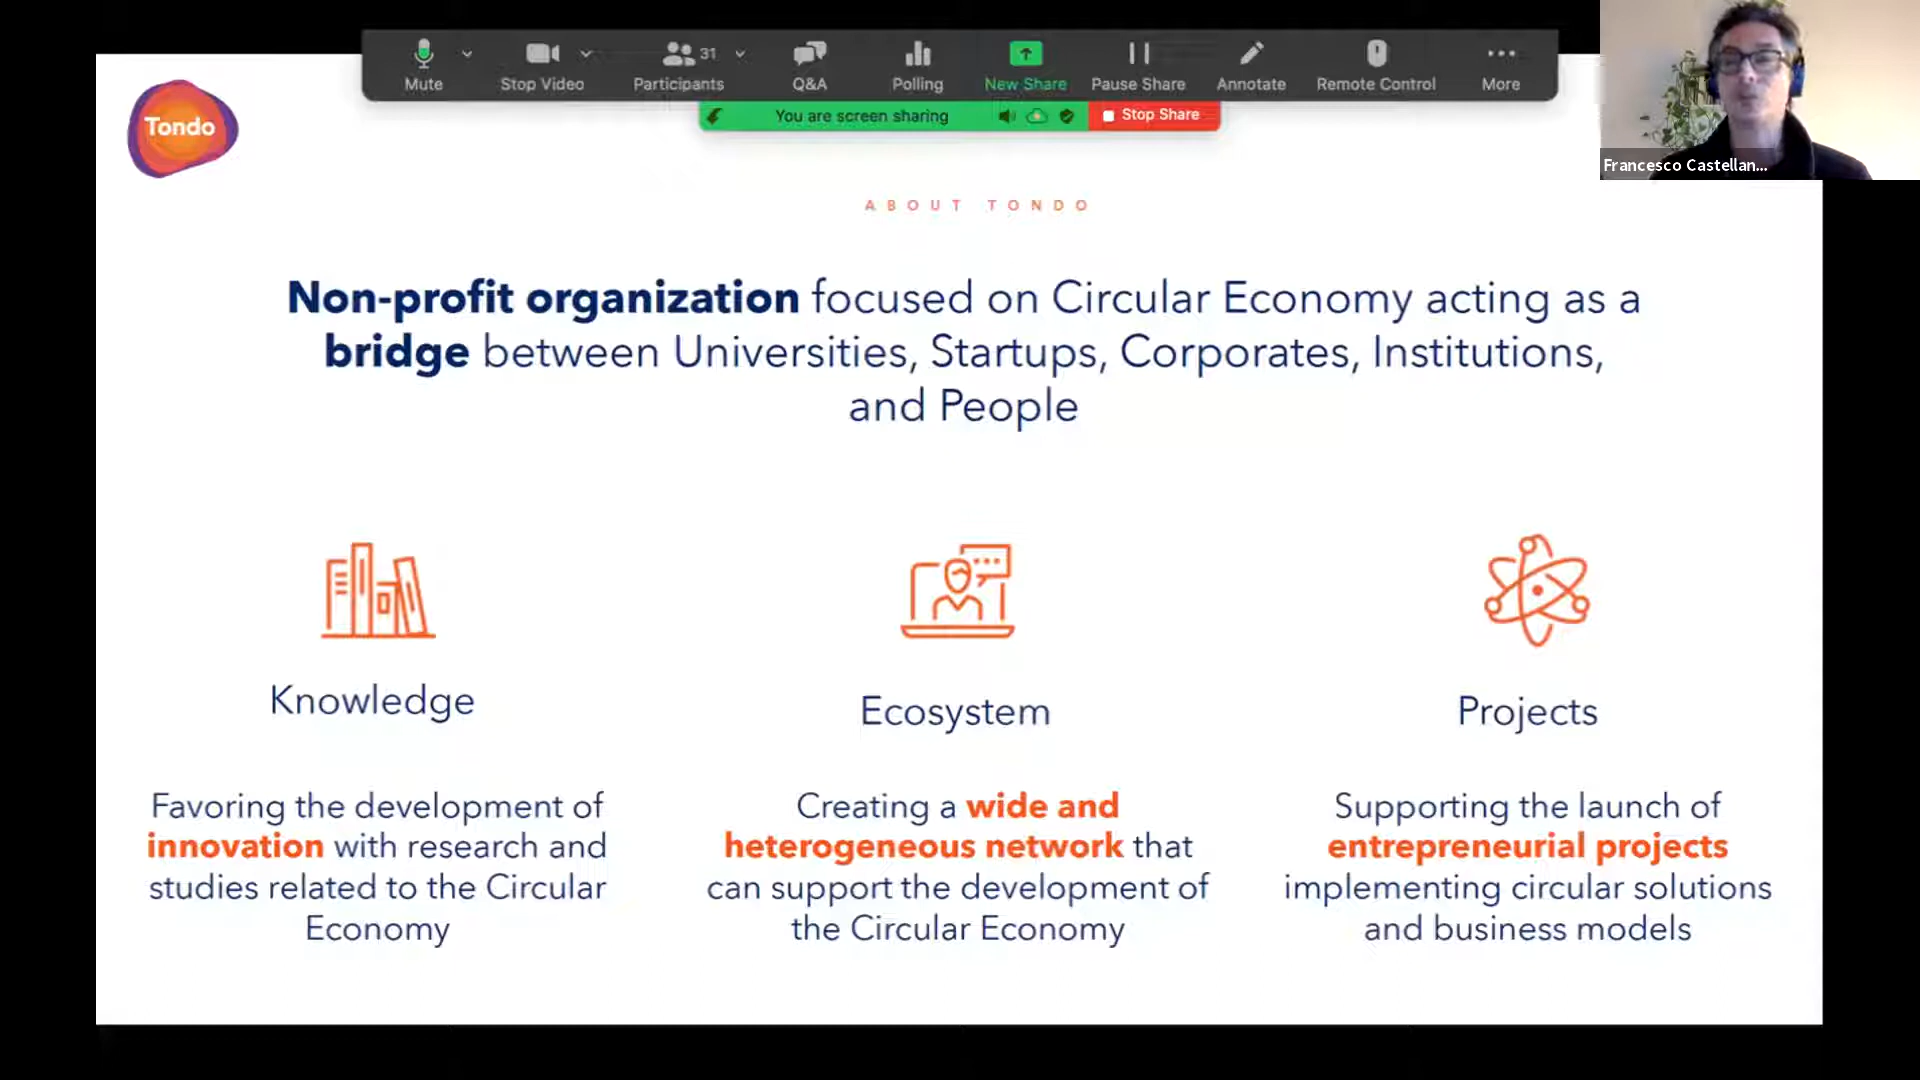 Mute
Stop Video
Participants
31
Q&A
Polling
New Share
Pause Share
Annotate
Remote Control
More
You are screen sharing
Stop Share
Francesco Castellan...
Tondo
ABOUT TONDO
Non-profit organization focused on Circular Economy acting as a
bridge between Universities, Startups, Corporates, Institutions,
and People
Knowledge
Favoring the development of
innovation with research and
studies related to the Circular
Economy
Ecosystem
Creating a wide and
heterogeneous network that
can support the development of
the Circular Economy
Projects
Supporting the launch of
entrepreneurial projects
implementing circular solutions
and business models